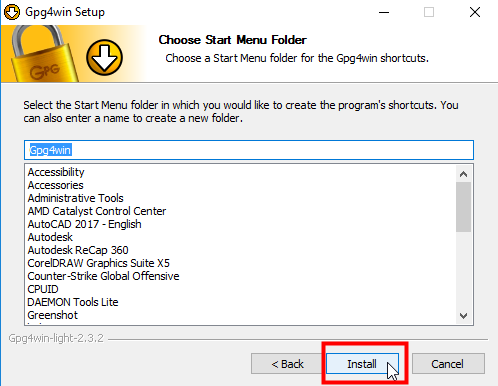 Gpg4win Setup
GPG
Choose Start Menu Folder
Choose a Start Menu folder for the Gpg4win shortcuts.
Select the Start Menu folder in which you would like to create the program's shortcuts. You
can also enter a name to create a new folder.
Gpg4win
Accessibility
Accessories
Administrative Tools
AMD Catalyst Control Center
AutoCAD 2017 - English
Autodesk
Autodesk ReCap 360
CorelDRAW Graphics Suite X5
Counter-Strike Global Offensive
CPUID
DAEMON Tools Lite
Greenshot
Gpg4win-light-2.3.2
< Back
Install
Cancel